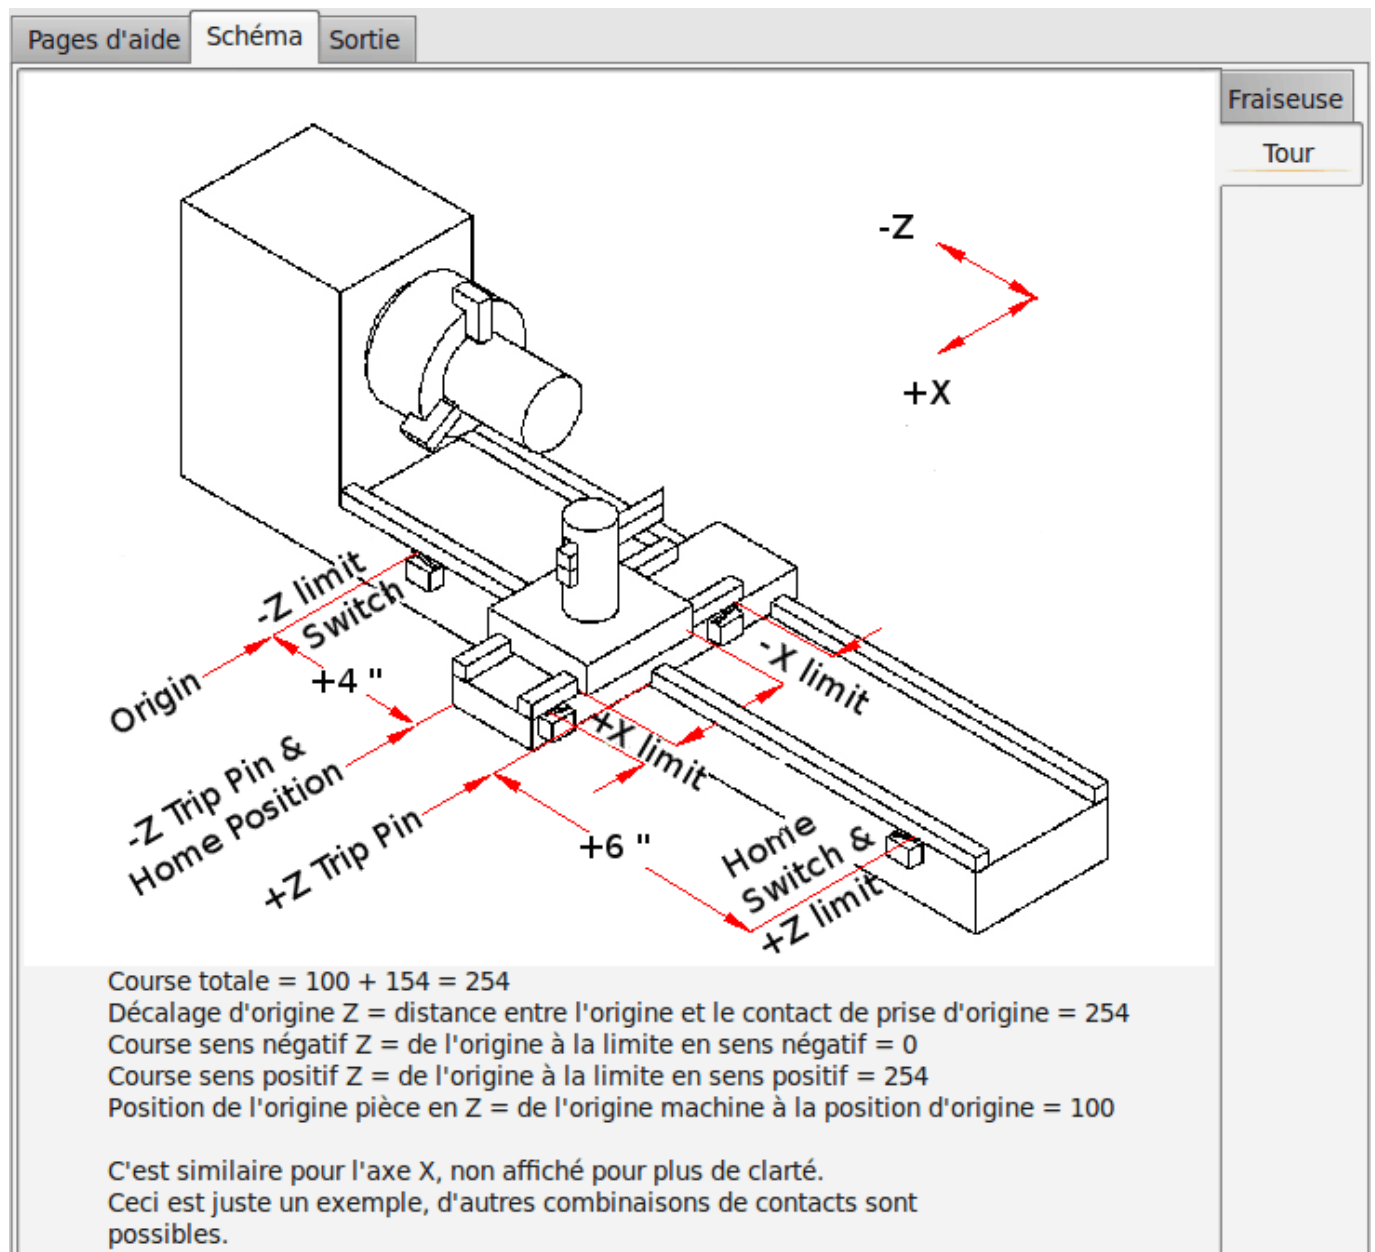 Pages d'aide Schéma Sortie
Fraiseuse
Tour
-Z
+X
-Z limit
Switch
Origin
+4 "
-X limit
+X limit
-Z Trip Pin &
Home Position
+Z Trip Pin
+6 "
Home
Switch &
+Z limit
Course totale = 100 + 154 = 254
Décalage d'origine Z = distance entre l'origine et le contact de prise d'origine = 254
Course sens négatif Z = de l'origine à la limite en sens négatif = 0
Course sens positif Z = de l'origine à la limite en sens positif = 254
Position de l'origine pièce en Z = de l'origine machine à la position d'origine = 100
C'est similaire pour l'axe X, non affiché pour plus de clarté.
Ceci est juste un exemple, d'autres combinaisons de contacts sont
possibles.